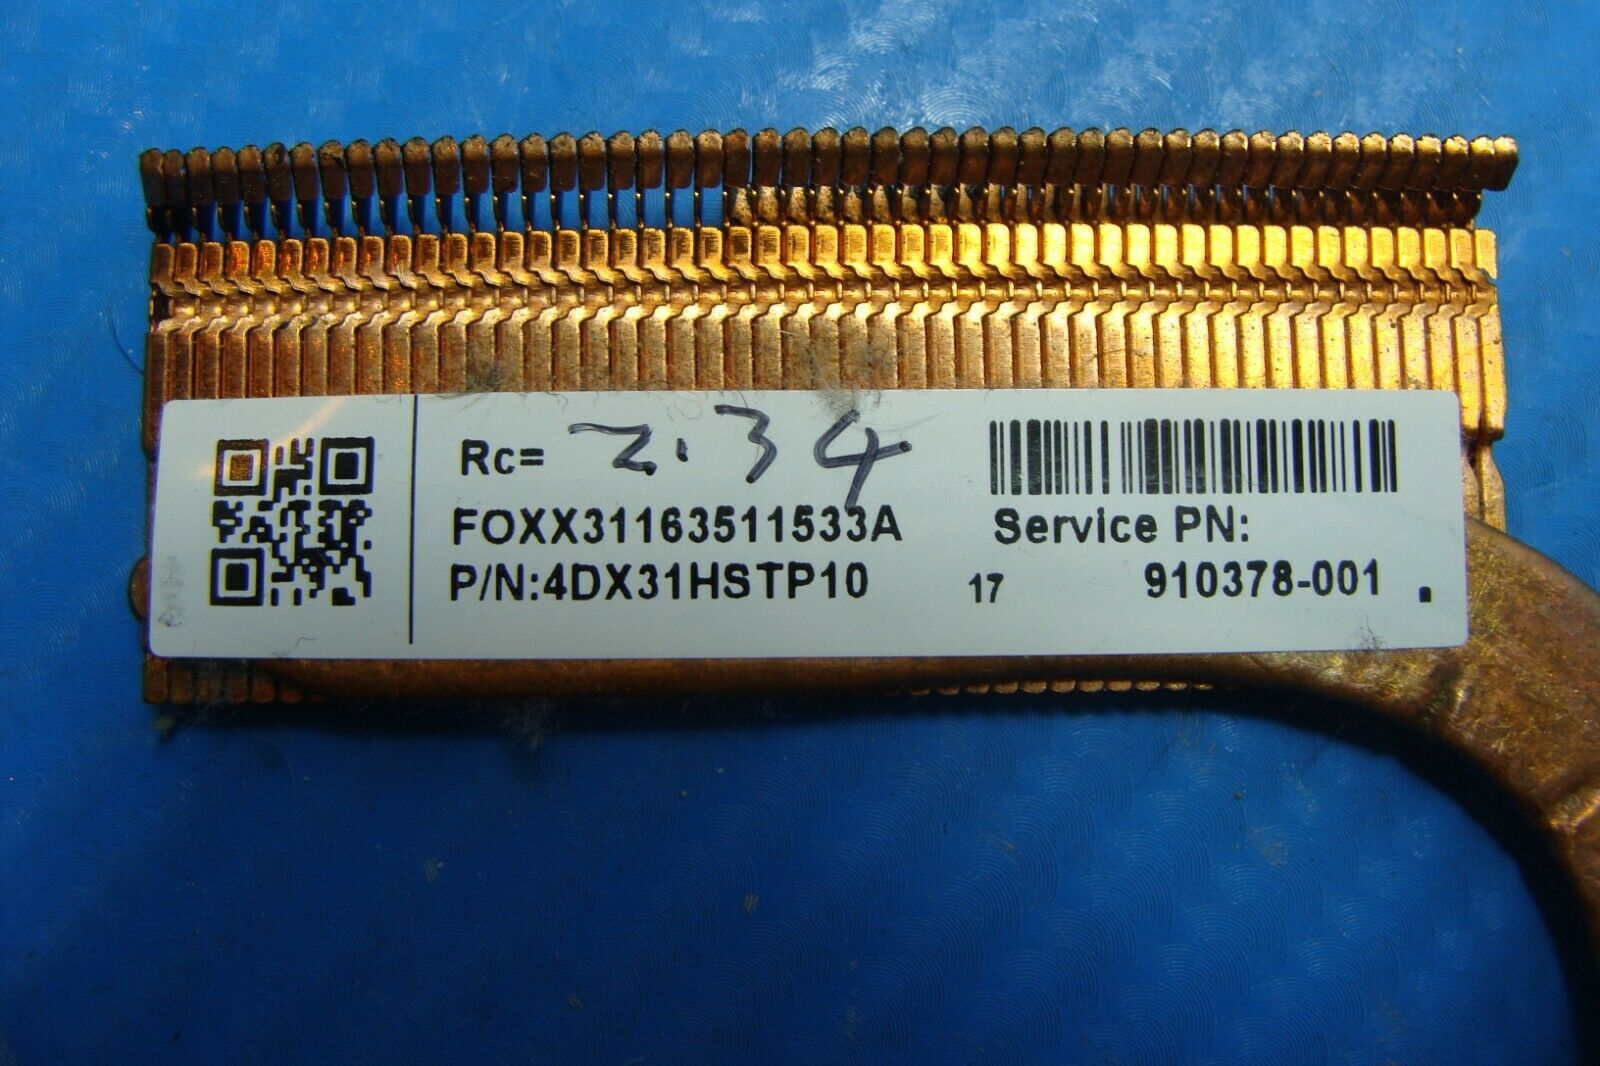 Rc= 2.34
FOXX31163511533A
P/N:4DX31HSTP10
Service PN:
17 910378-001 .